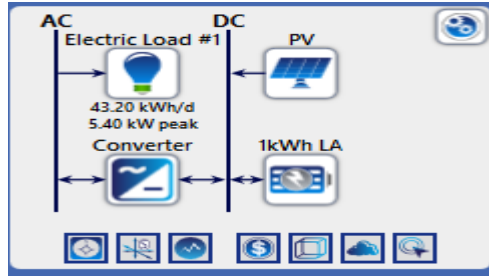 AC DC
Electric Load #1 PV
43.20 kWh/d
5.40 kW peak
Converter 1kWh LA